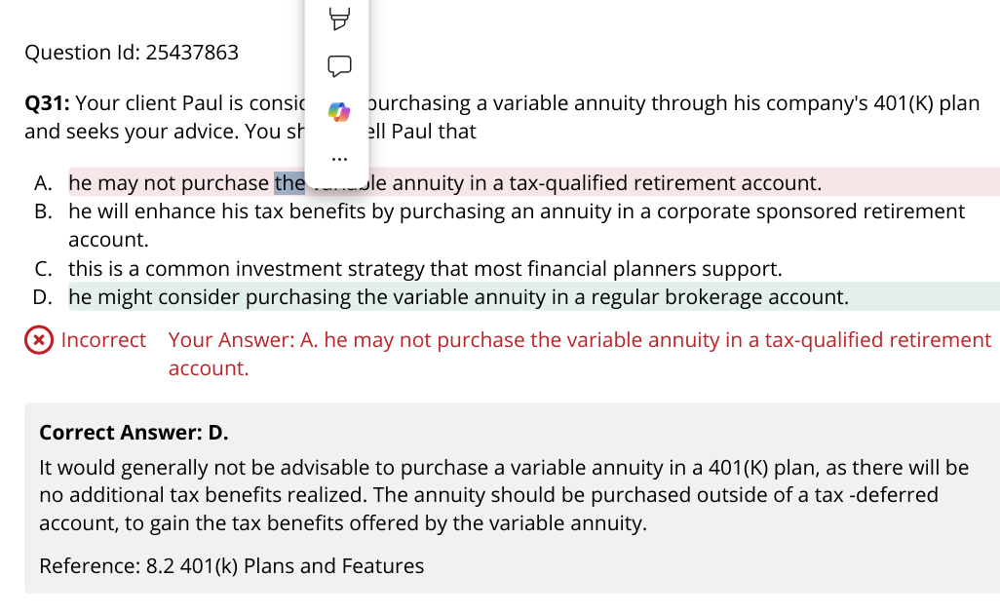 Question Id: 25437863
Q31: Your client Paul is consid purchasing a variable annuity through his company's 401(K) plan
and seeks your advice. You sh ell Paul that
A. he may not purchase the variable annuity in a tax-qualified retirement account.
B. he will enhance his tax benefits by purchasing an annuity in a corporate sponsored retirement
account.
C. this is a common investment strategy that most financial planners support.
D. he might consider purchasing the variable annuity in a regular brokerage account.
Incorrect Your Answer: A. he may not purchase the variable annuity in a tax-qualified retirement
account.
Correct Answer: D.
It would generally not be advisable to purchase a variable annuity in a 401(K) plan, as there will be
no additional tax benefits realized. The annuity should be purchased outside of a tax -deferred
account, to gain the tax benefits offered by the variable annuity.
Reference: 8.2 401(k) Plans and Features